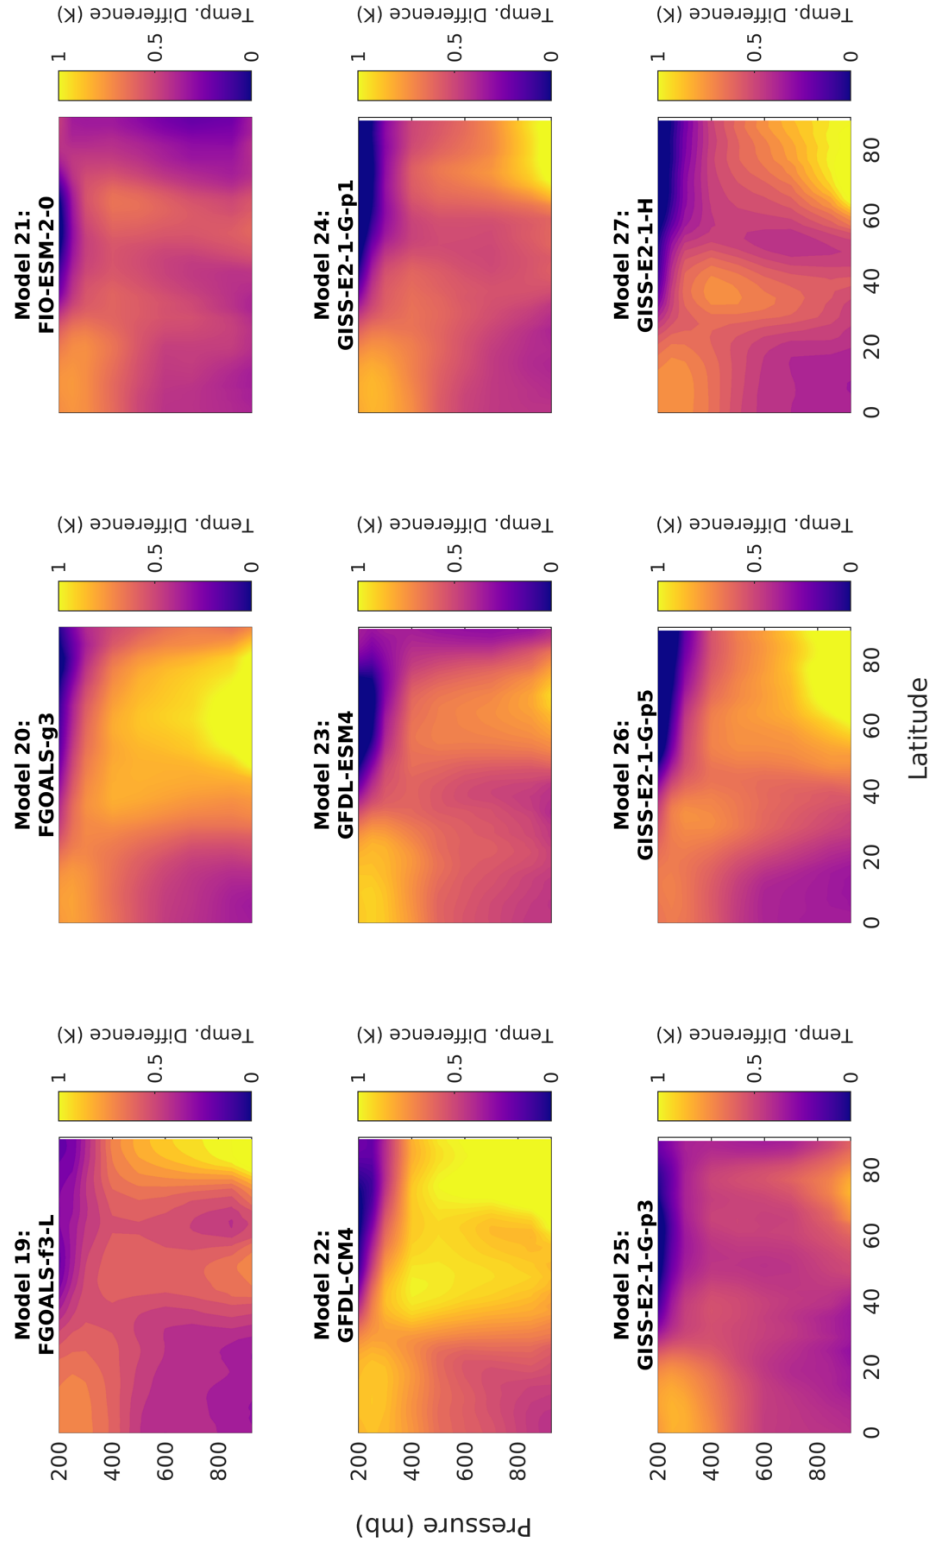 Model 19:
FGOALS-f3-L
200
400
600
800
1
0.5
0
Temp. Difference (K)
Model 20:
FGOALS-g3
1
0.5
0
Temp. Difference (K)
Model 21:
FIO-ESM-2-0
1
0.5
0
Temp. Difference (K)
Pressure (mb)
Model 22:
GFDL-CM4
200
400
600
800
1
0.5
0
Temp. Difference (K)
Model 23:
GFDL-ESM4
1
0.5
0
Temp. Difference (K)
Model 24:
GISS-E2-1-G-p1
1
0.5
0
Temp. Difference (K)
Model 25:
GISS-E2-1-G-p3
200
400
600
800
0 20 40 60 80
1
0.5
0
Temp. Difference (K)
Model 26:
GISS-E2-1-G-p5
0 20 40 60 80
1
0.5
0
Temp. Difference (K)
Model 27:
GISS-E2-1-H
0 20 40 60 80
1
0.5
0
Temp. Difference (K)
Latitude